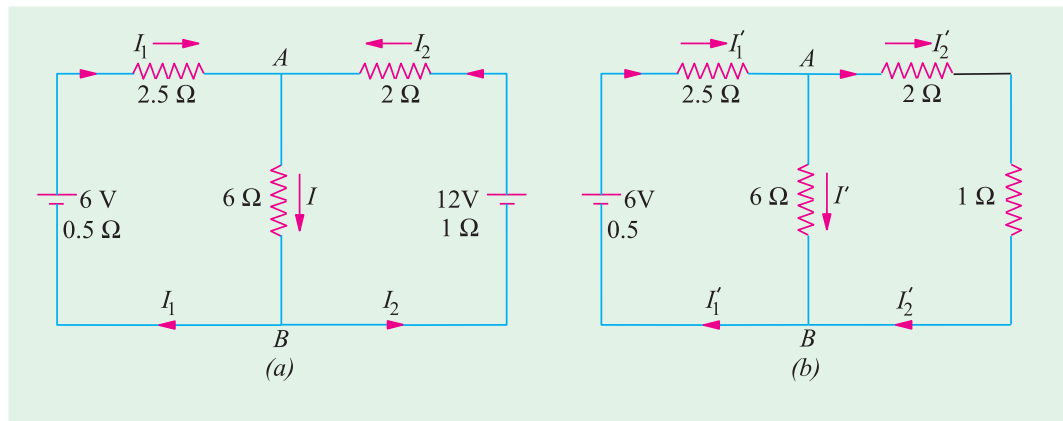 I₁ A I₂
2.5 Ω 2 Ω
6 V 6 Ω I 12V
0.5 Ω 1 Ω
I₁ I₂
B
(a)
I₁′ A I₂′
2.5 Ω 2 Ω
6V 6 Ω I′ 1 Ω
0.5
I₁′ I₂′
B
(b)